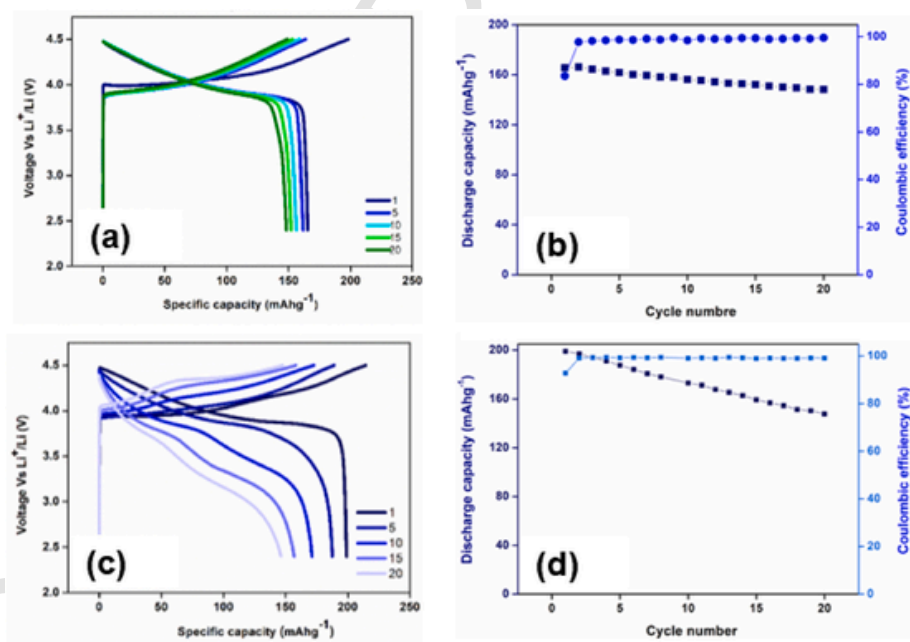 4.5
4.0
3.5
3.0
2.5
2.0
Voltage Vs Li+/Li (V)
0 50 100 150 200 250
Specific capacity (mAhg-1)
1
5
10
15
20
(a)
200
160
120
80
40
0
Discharge capacity (mAhg-1)
100
80
60
40
20
0
Coulombic efficiency (%)
0 5 10 15 20
Cycle numbre
(b)
4.5
4.0
3.5
3.0
2.5
2.0
Voltage Vs Li+/Li (V)
0 50 100 150 200 250
Specific capacity (mAhg-1)
1
5
10
15
20
(c)
200
160
120
80
40
0
Discharge capacity (mAhg-1)
100
80
60
40
20
0
Coulombic efficiency (%)
0 5 10 15 20
Cycle number
(d)